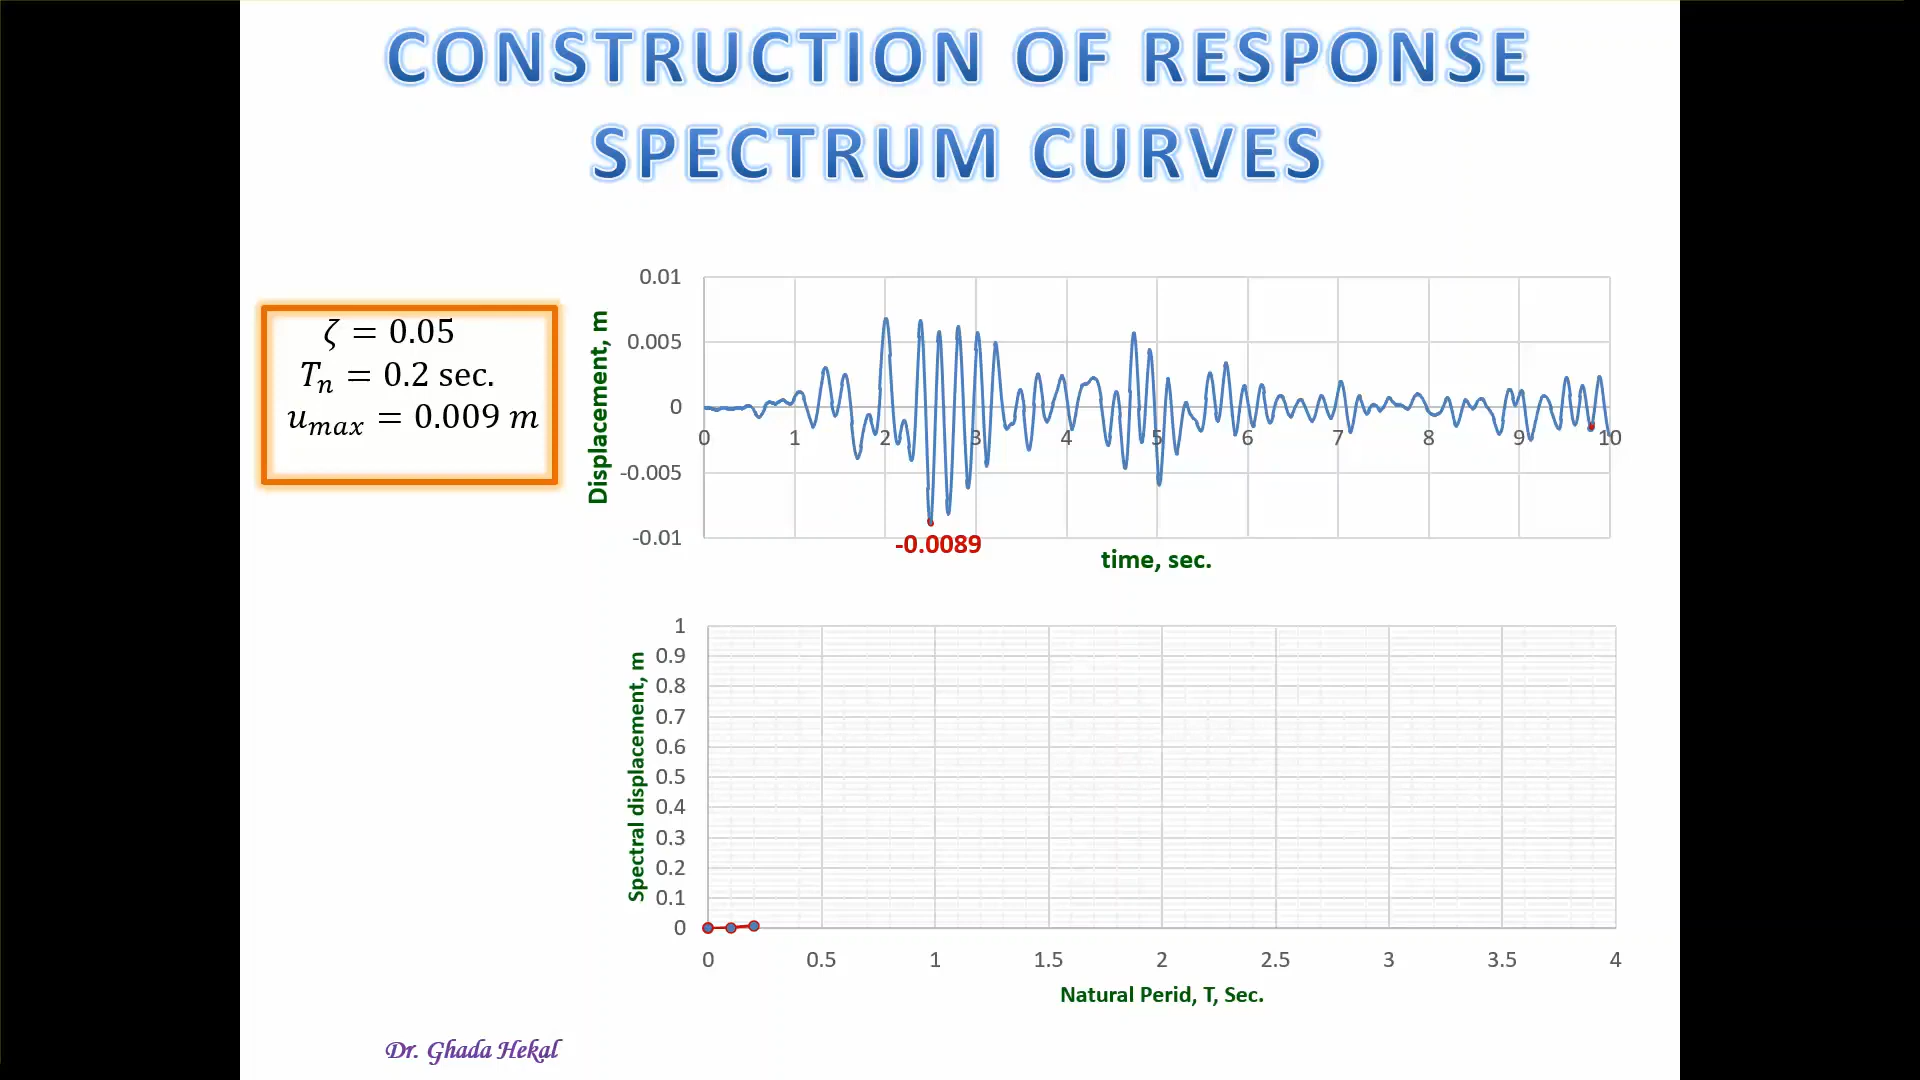 CONSTRUCTION OF RESPONSE
SPECTRUM CURVES
ζ = 0.05
Tₙ = 0.2 sec.
uₘₐₓ = 0.009 m
Displacement, m
0.01
0.005
0
-0.005
-0.01
0 1 2 3 4 5 6 7 8 9 10
-0.0089
time, sec.
Spectral displacement, m
1
0.9
0.8
0.7
0.6
0.5
0.4
0.3
0.2
0.1
0
0 0.5 1 1.5 2 2.5 3 3.5 4
Natural Perid, T, Sec.
Dr. Ghada Hekal